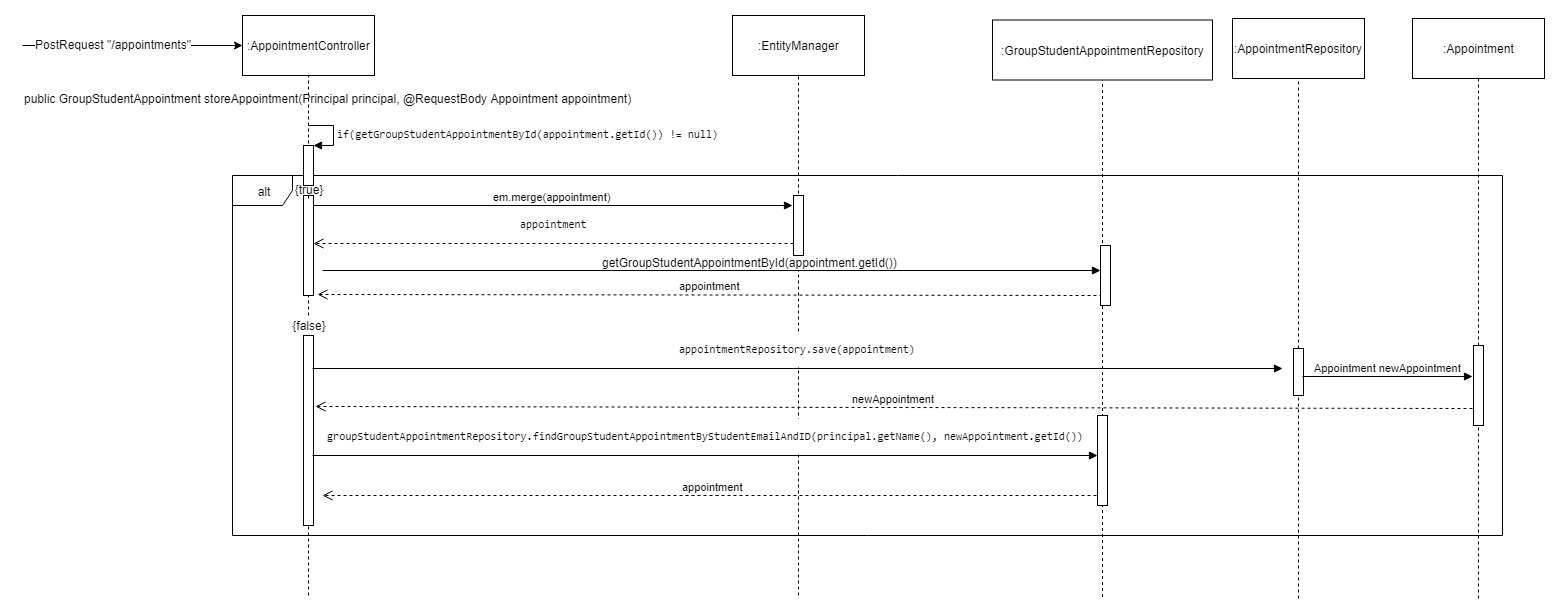 PostRequest "/appointments"
:AppointmentController
:EntityManager
:GroupStudentAppointmentRepository
:AppointmentRepository
:Appointment
public GroupStudentAppointment storeAppointment(Principal principal, @RequestBody Appointment appointment)
if(getGroupStudentAppointmentById(appointment.getId()) != null)
alt
{true}
em.merge(appointment)
appointment
getGroupStudentAppointmentById(appointment.getId())
appointment
{false}
appointmentRepository.save(appointment)
Appointment newAppointment
newAppointment
groupStudentAppointmentRepository.findGroupStudentAppointmentByStudentEmailAndID(principal.getName(), newAppointment.getId())
appointment